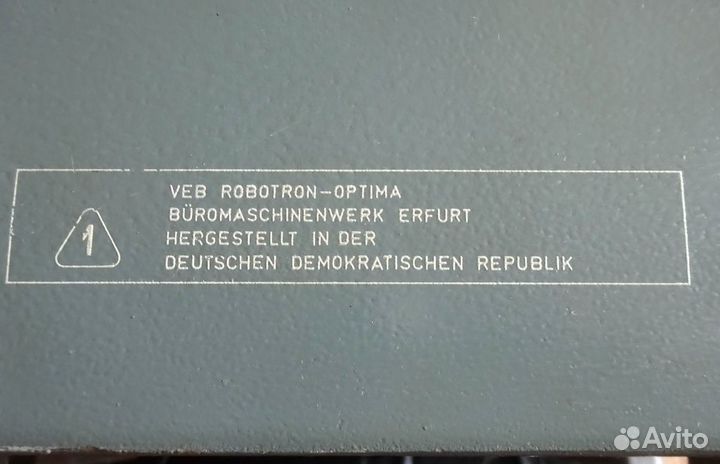 VEB ROBOTRON-OPTIMA
BÜROMASCHINENWERK ERFURT
HERGESTELLT IN DER
DEUTSCHEN DEMOKRATISCHEN REPUBLIK
1
Avito